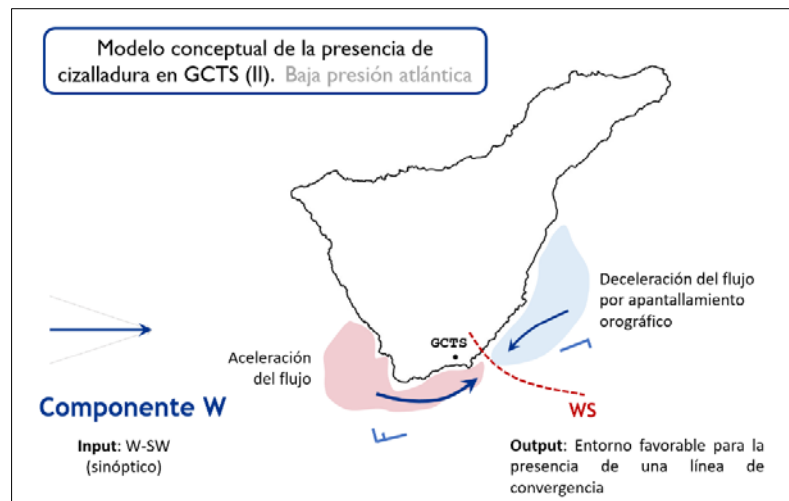 Modelo conceptual de la presencia de
cizalladura en GCTS (II). Baja presión atlántica
Deceleración del flujo
por apantallamiento
orográfico
GCTS
Aceleración
del flujo
Componente W
WS
Input: W-SW
(sinóptico)
Output: Entorno favorable para la
presencia de una línea de
convergencia